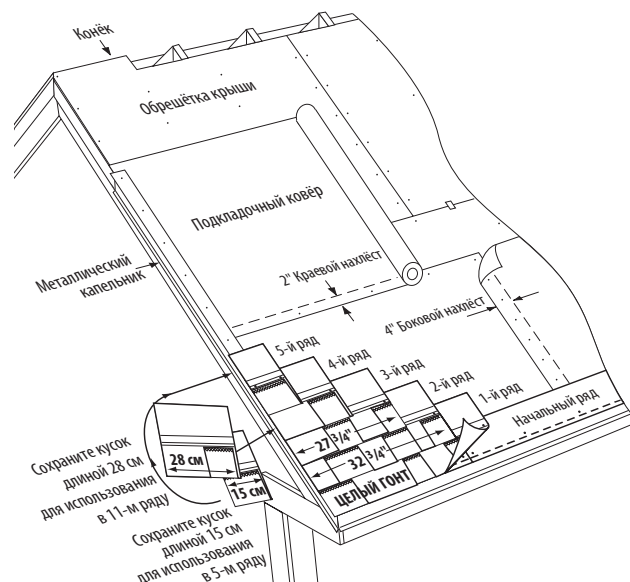 Конёк
Обрешётка крыши
Подкладочный ковёр
Металлический
капельник
2" Краевой нахлёст
4" Боковой нахлёст
5-й ряд
4-й ряд
3-й ряд
2-й ряд
1-й ряд
Начальный ряд
27 3/4"
32 3/4"
ЦЕЛЫЙ ГОНТ
28 см
15 см
Сохраните кусок
длиной 28 см
для использования
в 11-м ряду
Сохраните кусок
длиной 15 см
для использования
в 5-м ряду